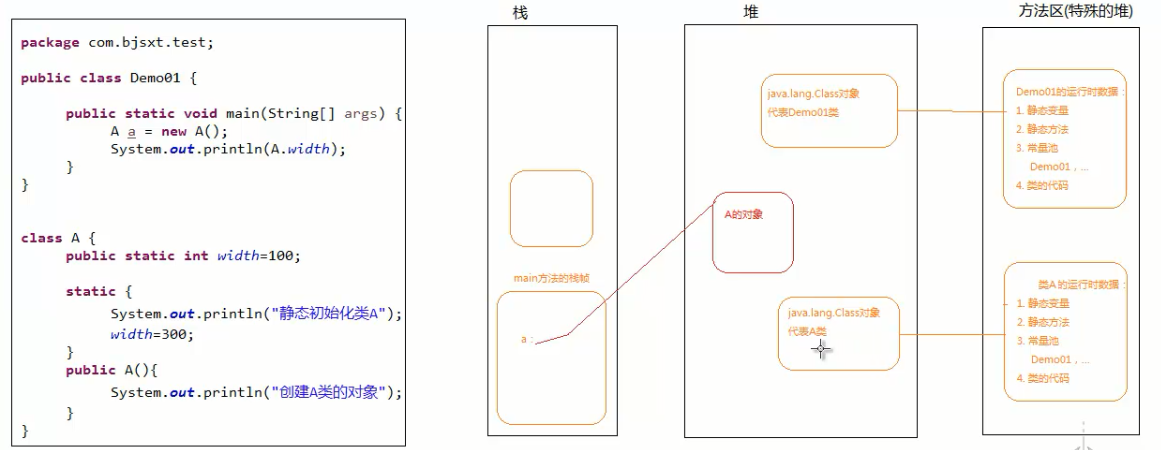 package com.bjsxt.test;
public class Demo01 {
public static void main(String[] args) {
A a = new A();
System.out.println(A.width);
}
}
class A {
public static int width=100;
static {
System.out.println("静态初始化类A");
width=300;
}
public A(){
System.out.println("创建A类的对象");
}
}
栈
main方法的栈帧
a：
堆
java.lang.Class对象
代表Demo01类
A的对象
java.lang.Class对象
代表A类
方法区(特殊的堆)
Demo01的运行时数据：
1. 静态变量
2. 静态方法
3. 常量池
Demo01，...
4. 类的代码
类A 的运行时数据：
1. 静态变量
2. 静态方法
3. 常量池
Demo01，...
4. 类的代码